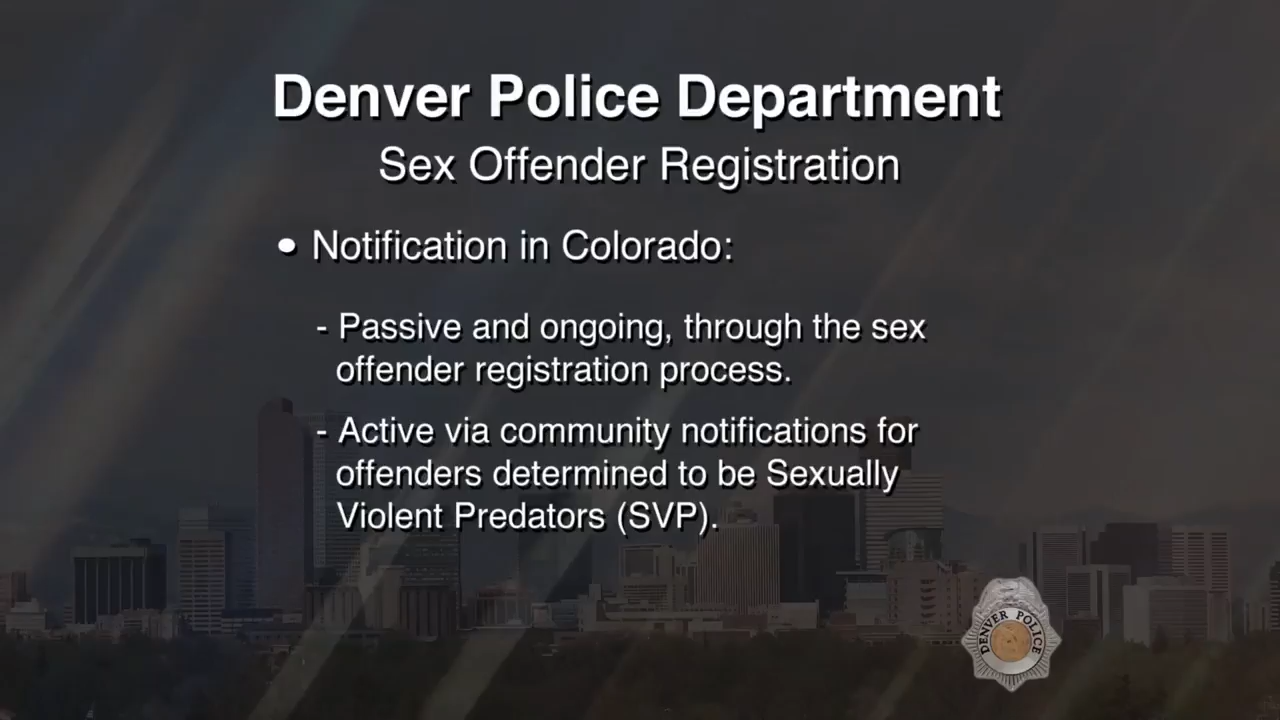 Denver Police Department
Sex Offender Registration
• Notification in Colorado:
- Passive and ongoing, through the sex
offender registration process.
- Active via community notifications for
offenders determined to be Sexually
Violent Predators (SVP).
DENVER POLICE